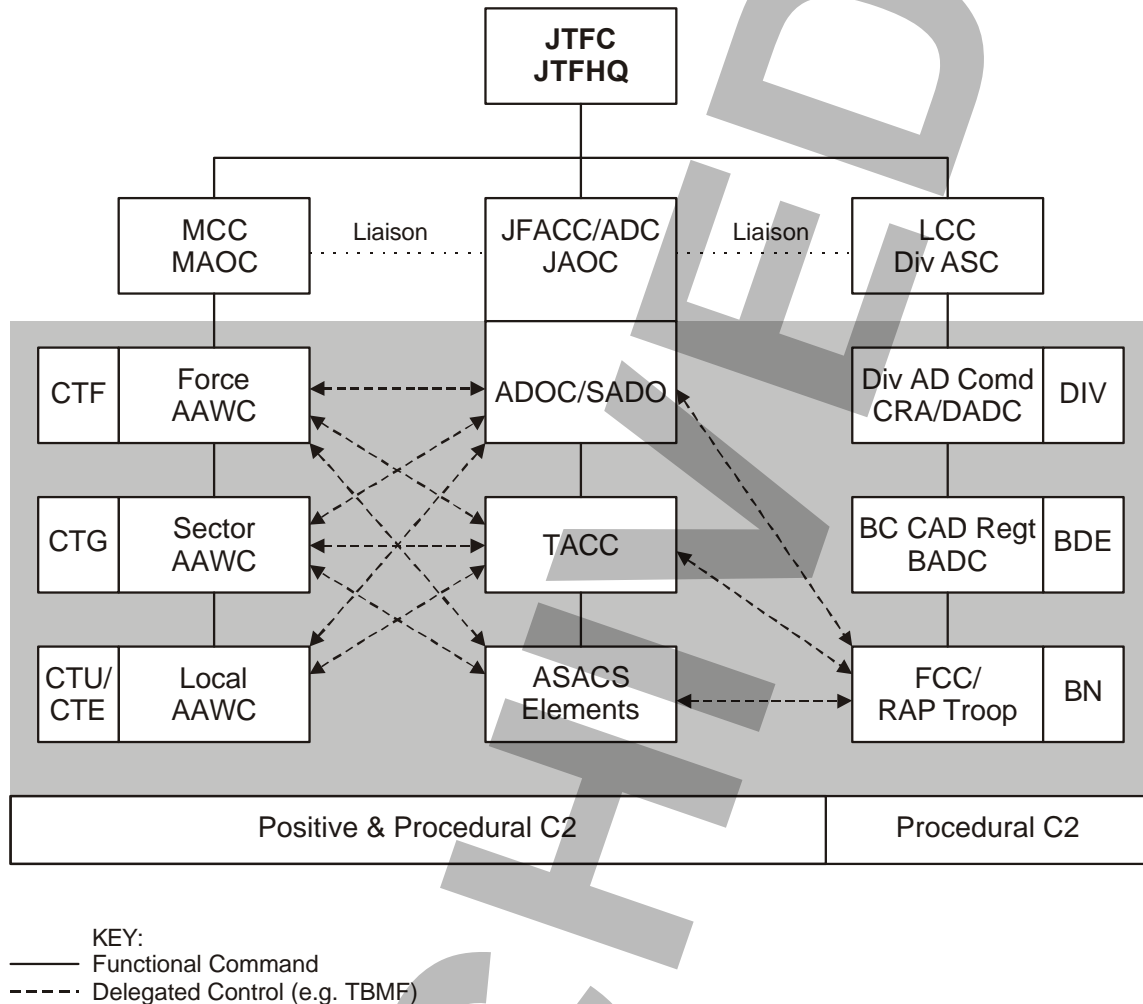 JTFC
JTFHQ
MCC
MAOC
Liaison
JFACC/ADC
JAOC
Liaison
LCC
Div ASC
CTF
Force
AAWC
ADOC/SADO
Div AD Comd
CRA/DADC
DIV
CTG
Sector
AAWC
TACC
BC CAD Regt
BADC
BDE
CTU/
CTE
Local
AAWC
ASACS
Elements
FCC/
RAP Troop
BN
Positive & Procedural C2
Procedural C2
KEY:
Functional Command
Delegated Control (e.g. TBMF)
CHIVED